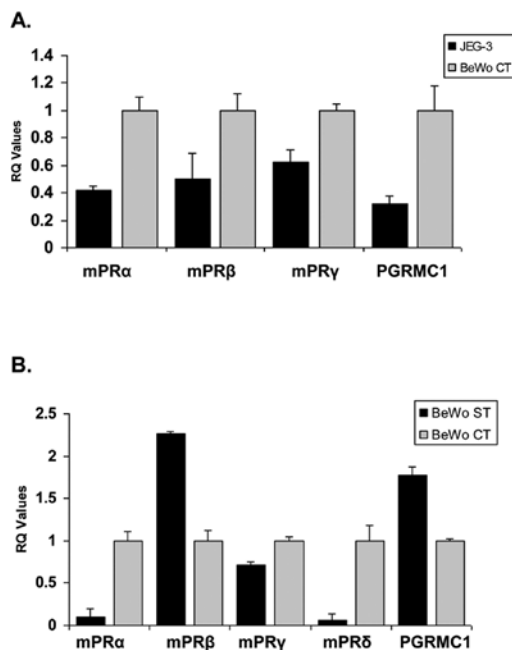 A.
JEG-3
BeWo CT
1.4
1.2
1
0.8
0.6
0.4
0.2
0
RQ Values
mPRα mPRβ mPRγ PGRMC1
B.
BeWo ST
BeWo CT
2.5
2
1.5
1
0.5
0
RQ Values
mPRα mPRβ mPRγ mPRδ PGRMC1